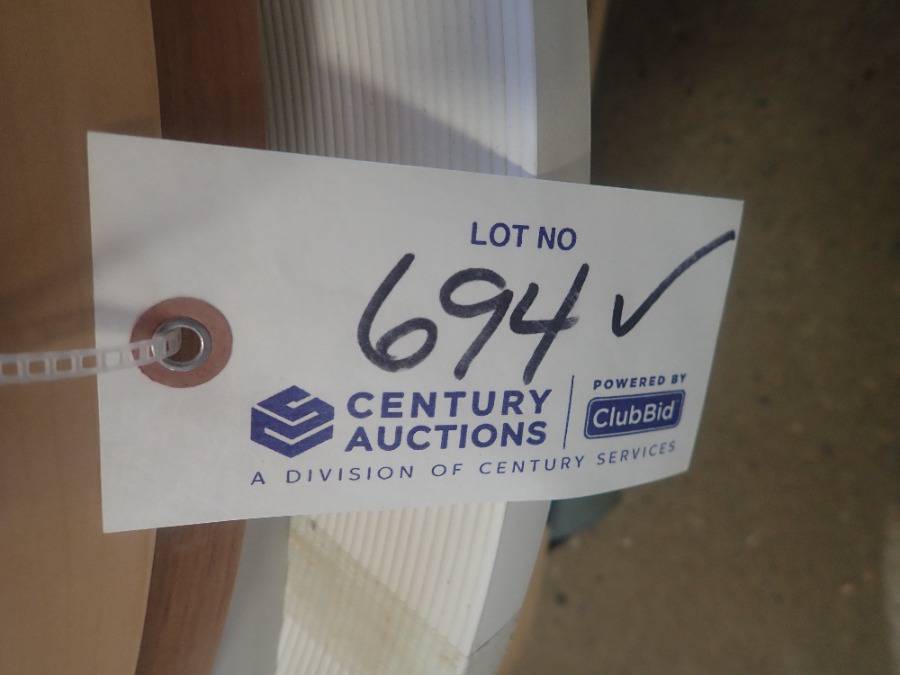 LOT NO
694 ✓
CENTURY
AUCTIONS
POWERED BY
ClubBid
A DIVISION OF CENTURY SERVICES